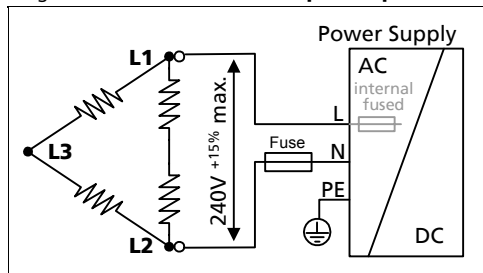 Power Supply
L1
AC
internal
fused
L
240V +15% max.
Fuse
N
L3
PE
L2
DC